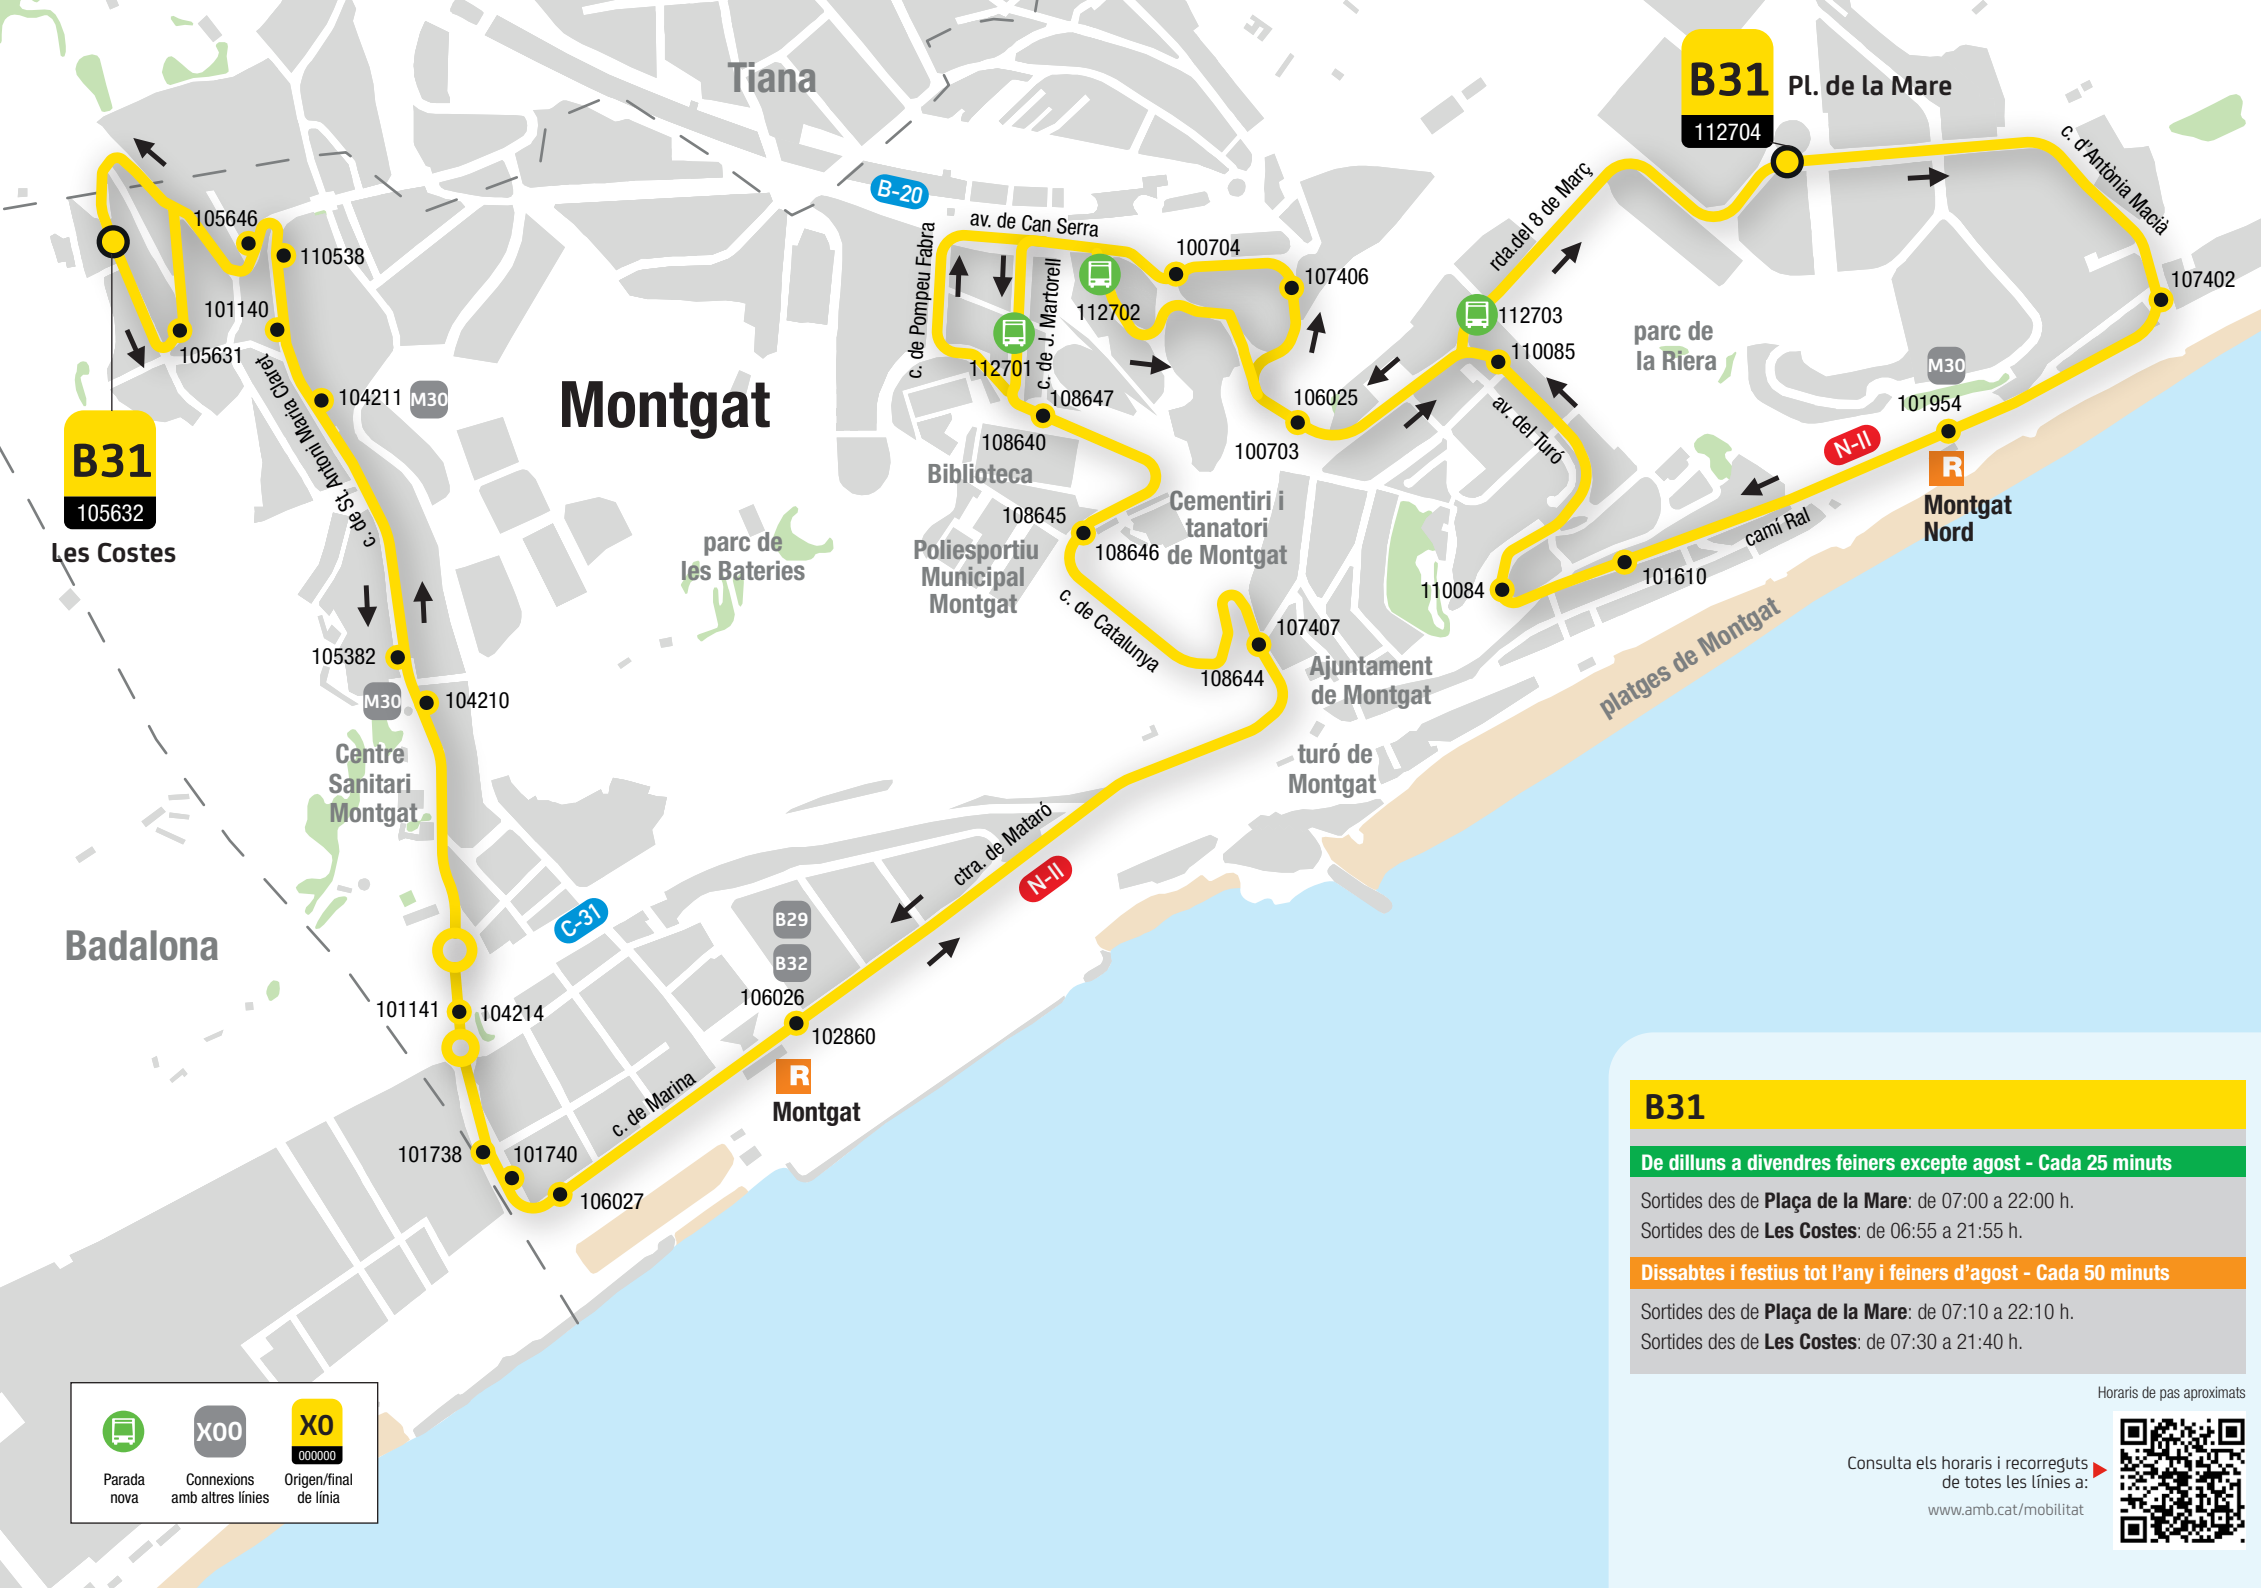 Tiana
B31
112704
Pl. de la Mare
c. d'Antònia Macià
107402
B-20
av. de Can Serra
c. de Pompeu Fabra
c. de J. Martorell
100704
107406
112702
112701
rda.del 8 de Març
112703
110085
parc de
la Riera
M30
101954
N-II
R
Montgat
Nord
105646
110538
101140
105631
c. de St. Antoni Maria Claret
104211
M30
B31
105632
Les Costes
Montgat
108647
108640
Biblioteca
106025
100703
av. del Turó
108645
108646
Cementiri i
tanatori
de Montgat
Poliesportiu
Municipal
Montgat
parc de
les Bateries
c. de Catalunya
107407
108644
Ajuntament
de Montgat
110084
101610
camí Ral
platges de Montgat
turó de
Montgat
105382
M30
104210
Centre
Sanitari
Montgat
Badalona
C-31
ctra. de Mataró
N-II
B29
B32
106026
102860
R
Montgat
101141
104214
c. de Marina
101738
101740
106027
B31
De dilluns a divendres feiners excepte agost - Cada 25 minuts
Sortides des de Plaça de la Mare: de 07:00 a 22:00 h.
Sortides des de Les Costes: de 06:55 a 21:55 h.
Dissabtes i festius tot l'any i feiners d'agost - Cada 50 minuts
Sortides des de Plaça de la Mare: de 07:10 a 22:10 h.
Sortides des de Les Costes: de 07:30 a 21:40 h.
Horaris de pas aproximats
Consulta els horaris i recorreguts
de totes les línies a:
www.amb.cat/mobilitat
X00
X0
000000
Parada
nova
Connexions
amb altres línies
Origen/final
de línia